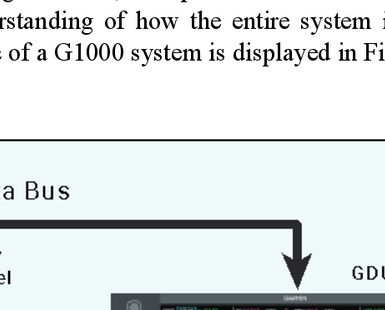 rstanding of how the entire system i
of a G1000 system is displayed in Fi
a Bus
el
GDU
GARMIN